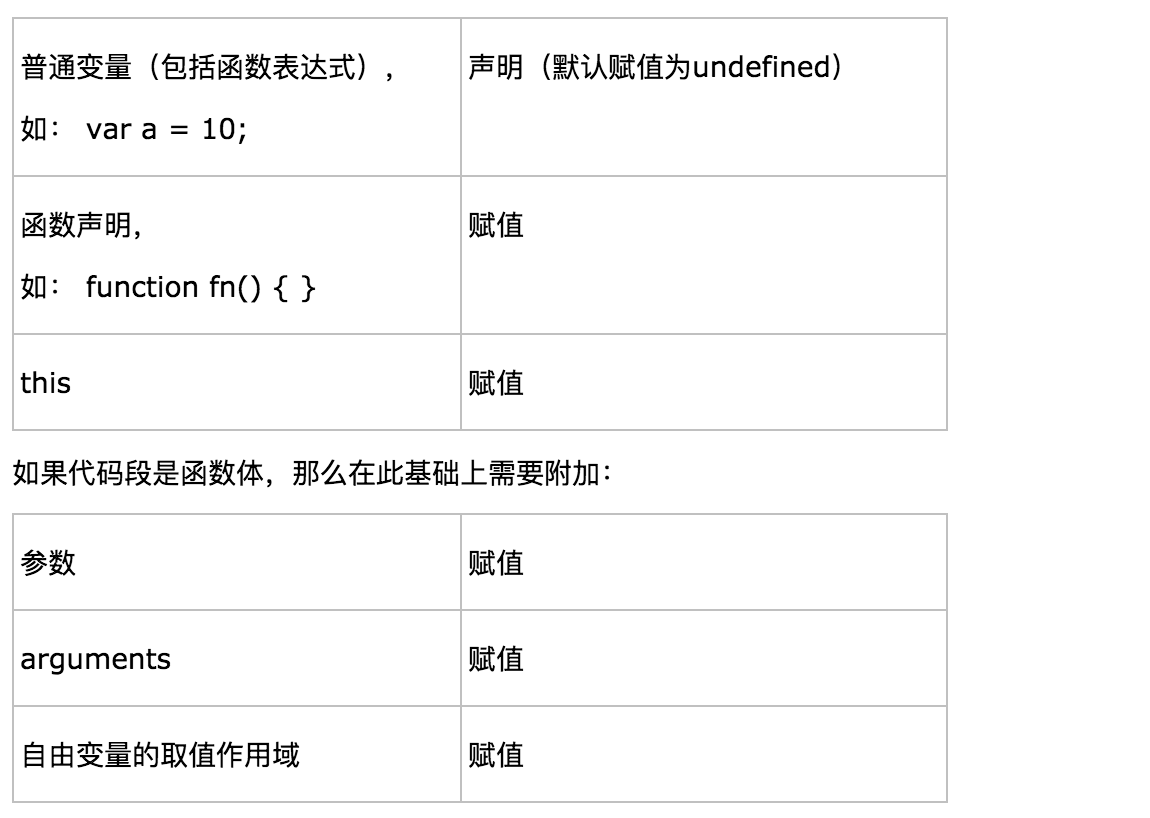 普通变量（包括函数表达式），
如： var a = 10;
声明（默认赋值为undefined）
函数声明，
如： function fn() { }
赋值
this
赋值
如果代码段是函数体，那么在此基础上需要附加：
参数
赋值
arguments
赋值
自由变量的取值作用域
赋值